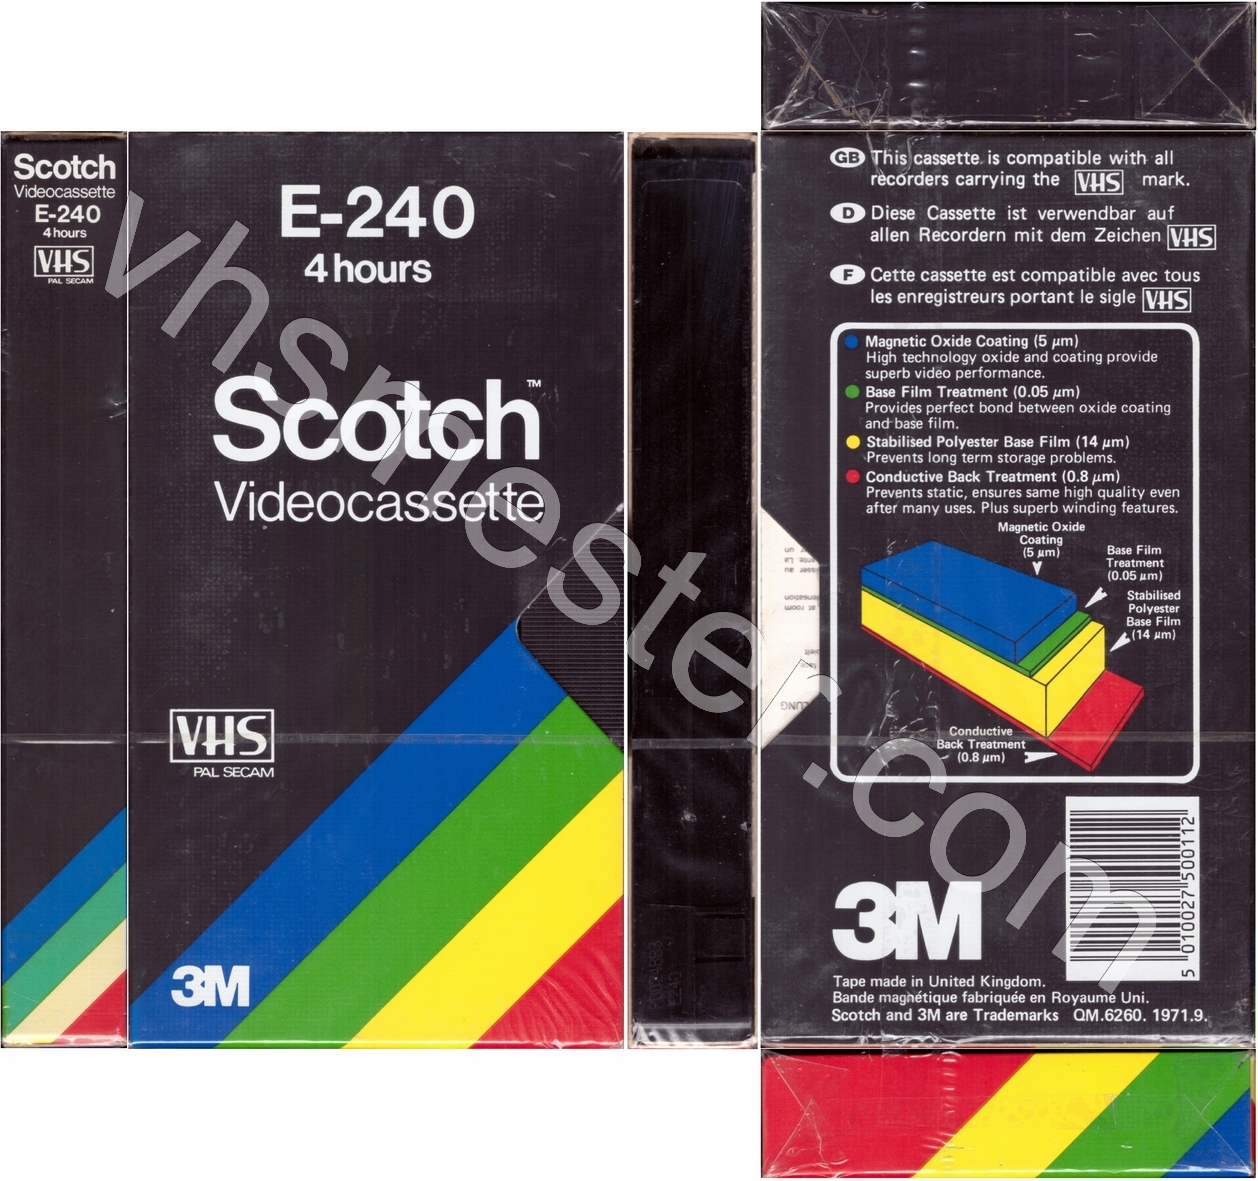 Scotch
Videocassette
E-240
4 hours
VHS
PAL SECAM
E-240
4 hours
Scotch™
Videocassette
VHS
PAL SECAM
3M
E240
GB This cassette is compatible with all
recorders carrying the VHS mark.
D Diese Cassette ist verwendbar auf
allen Recordern mit dem Zeichen VHS
F Cette cassette est compatible avec tous
les enregistreurs portant le sigle VHS
Magnetic Oxide Coating (5 µm)
High technology oxide and coating provide
superb video performance.
Base Film Treatment (0.05 µm)
Provides perfect bond between oxide coating
and base film.
Stabilised Polyester Base Film (14 µm)
Prevents long term storage problems.
Conductive Back Treatment (0.8 µm)
Prevents static, ensures same high quality even
after many uses. Plus superb winding features.
Magnetic Oxide
Coating
(5 µm)
Base Film
Treatment
(0.05 µm)
Stabilised
Polyester
Base Film
(14 µm)
Conductive
Back Treatment
(0.8 µm)
5 010027 500112
3M
Tape made in United Kingdom.
Bande magnétique fabriquée en Royaume Uni.
Scotch and 3M are Trademarks QM.6260. 1971.9.
vhsmester.com